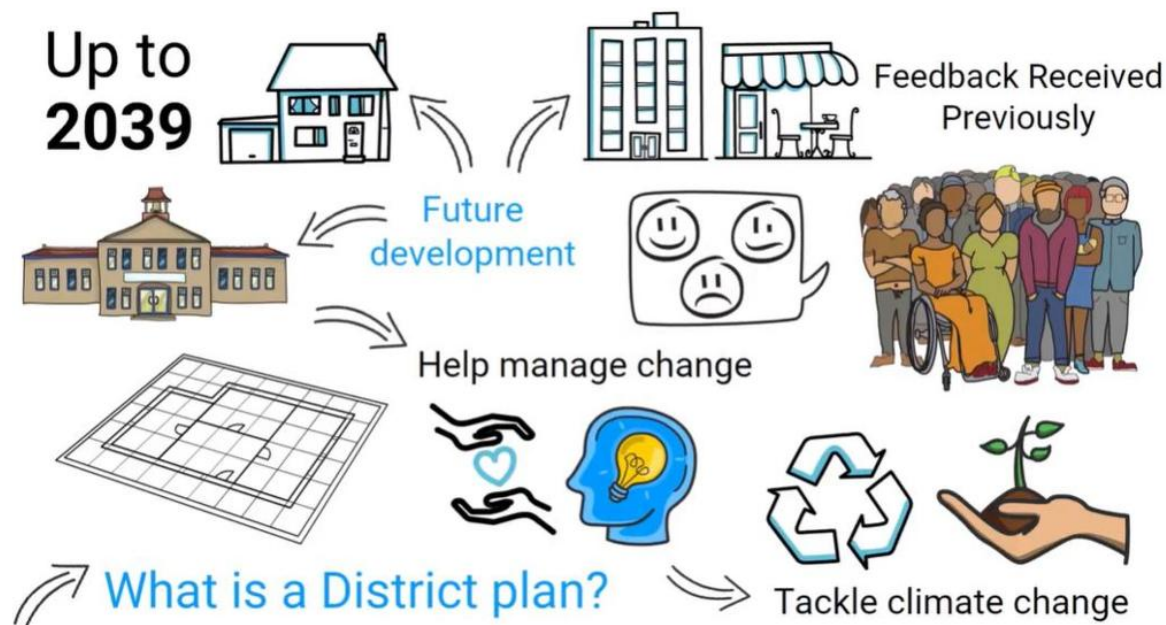 Up to
2039
Feedback Received
Previously
Future
development
Help manage change
What is a District plan?
Tackle climate change